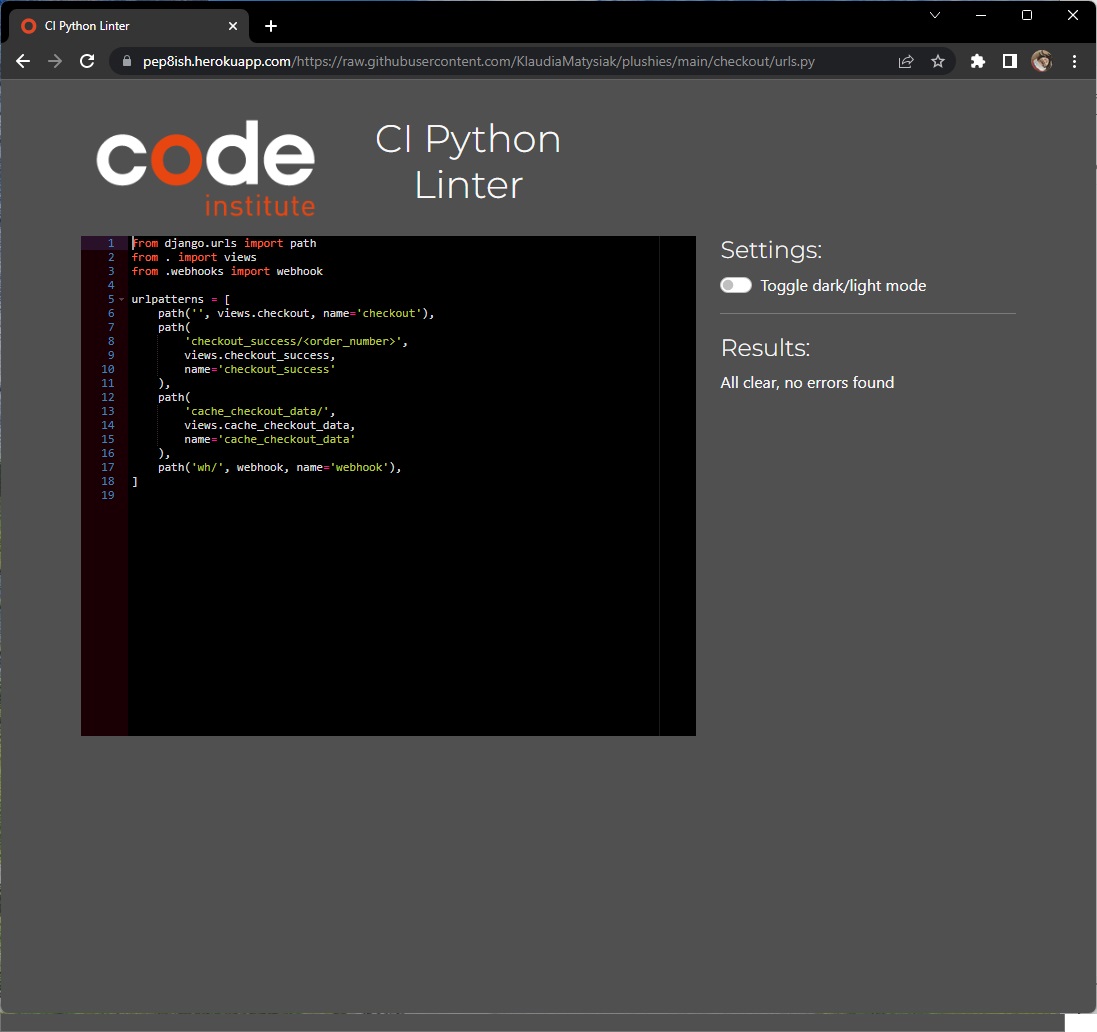 CI Python Linter
pep8ish.herokuapp.com/https://raw.githubusercontent.com/KlaudiaMatysiak/plushies/main/checkout/urls.py
code
institute
CI Python
Linter
1 from django.urls import path
2 from . import views
3 from .webhooks import webhook
4
5 urlpatterns = [
6     path('', views.checkout, name='checkout'),
7     path(
8         'checkout_success/<order_number>',
9         views.checkout_success,
10         name='checkout_success'
11     ),
12     path(
13         'cache_checkout_data/',
14         views.cache_checkout_data,
15         name='cache_checkout_data'
16     ),
17     path('wh/', webhook, name='webhook'),
18 ]
19
Settings:
Toggle dark/light mode
Results:
All clear, no errors found